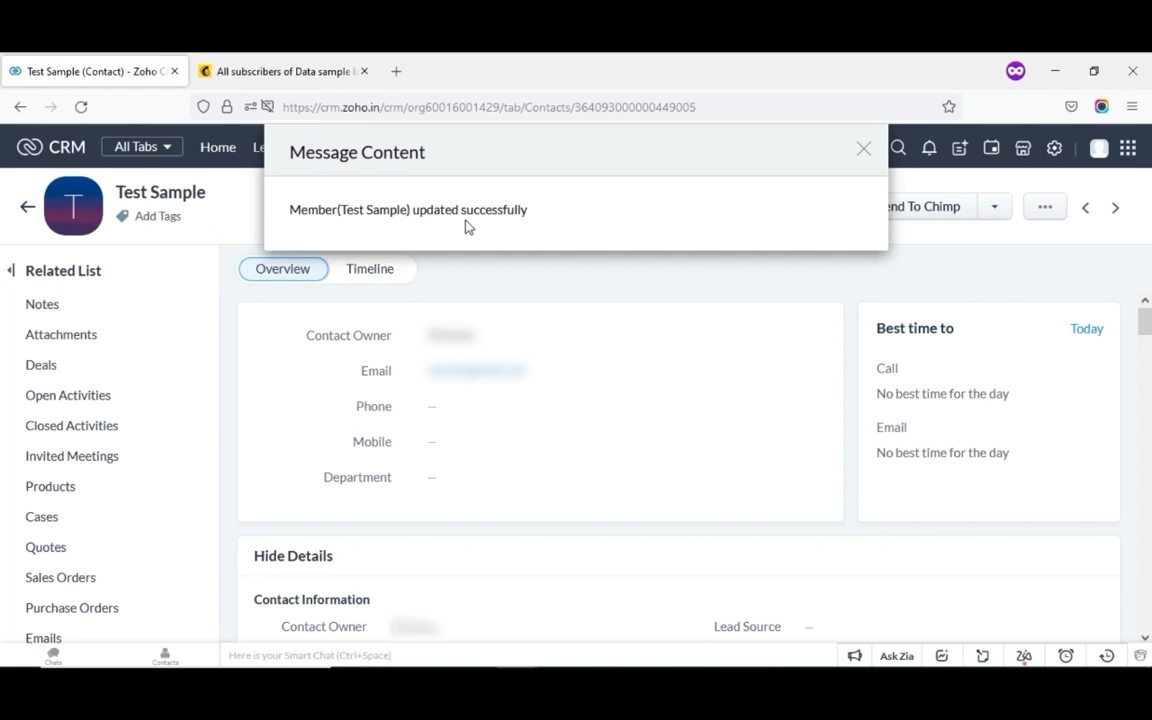 Test Sample (Contact) - Zoho C
All subscribers of Data sample l
https://crm.zoho.in/crm/org60016001429/tab/Contacts/364093000000449005
CRM
All Tabs
Home
Le
Message Content
Member(Test Sample) updated successfully
T
Test Sample
Add Tags
end To Chimp
Related List
Notes
Attachments
Deals
Open Activities
Closed Activities
Invited Meetings
Products
Cases
Quotes
Sales Orders
Purchase Orders
Emails
Overview
Timeline
Contact Owner
Email
Phone —
Mobile —
Department —
Best time to
Today
Call
No best time for the day
Email
No best time for the day
Hide Details
Contact Information
Contact Owner
Lead Source —
Chats
Contacts
Here is your Smart Chat (Ctrl+Space)
Ask Zia